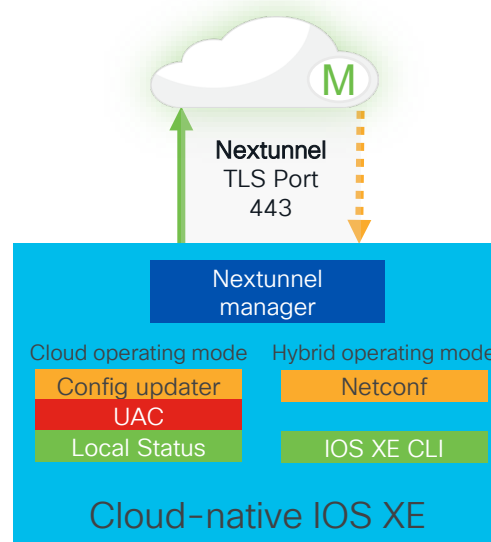 M
Nextunnel
TLS Port
443
Nextunnel
manager
Cloud operating mode
Hybrid operating mode
Config updater
Netconf
UAC
Local Status
IOS XE CLI
Cloud-native IOS XE